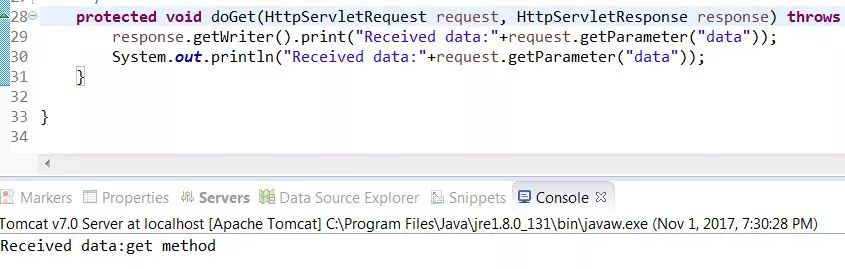 27
28 protected void doGet(HttpServletRequest request, HttpServletResponse response) throws
29 response.getWriter().print("Received data:"+request.getParameter("data"));
30 System.out.println("Received data:"+request.getParameter("data"));
31 }
32
33 }
34
Markers Properties Servers Data Source Explorer Snippets Console
Tomcat v7.0 Server at localhost [Apache Tomcat] C:\Program Files\Java\jre1.8.0_131\bin\javaw.exe (Nov 1, 2017, 7:30:28 PM)
Received data:get method